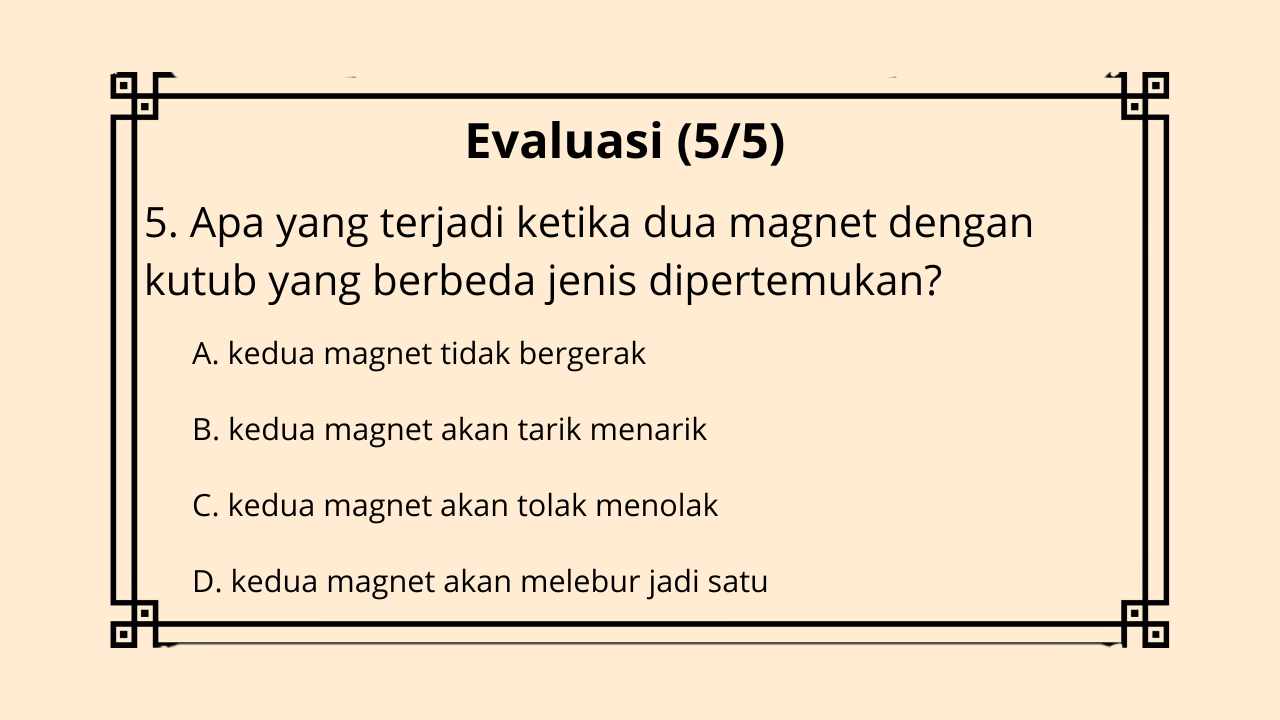 Evaluasi (5/5)
5. Apa yang terjadi ketika dua magnet dengan
kutub yang berbeda jenis dipertemukan?
A. kedua magnet tidak bergerak
B. kedua magnet akan tarik menarik
C. kedua magnet akan tolak menolak
D. kedua magnet akan melebur jadi satu